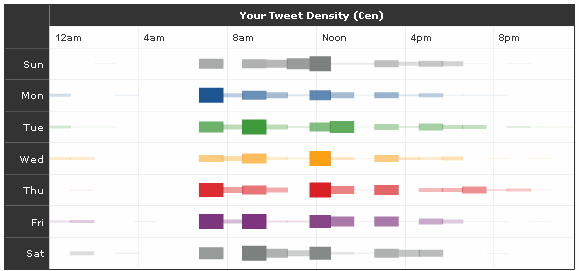 Your Tweet Density (Cen)
12am 4am 8am Noon 4pm 8pm
Sun
Mon
Tue
Wed
Thu
Fri
Sat